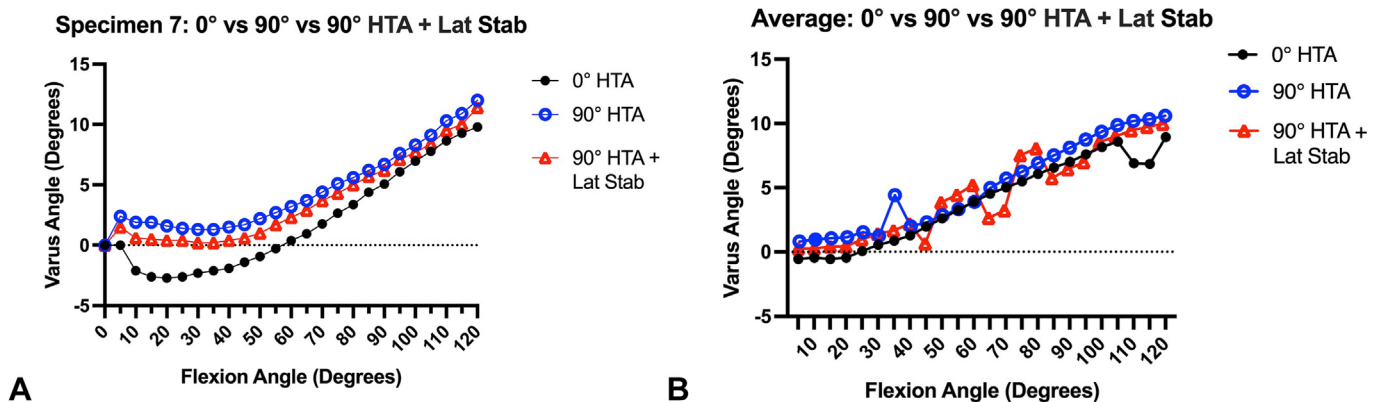 Specimen 7: 0° vs 90° vs 90° HTA + Lat Stab
15
10
5
0
-5
Varus Angle (Degrees)
0
10
20
30
40
50
60
70
80
90
100
110
120
Flexion Angle (Degrees)
0° HTA
90° HTA
90° HTA +
Lat Stab
A
Average: 0° vs 90° vs 90° HTA + Lat Stab
15
10
5
0
-5
Varus Angle (Degrees)
10
20
30
40
50
60
70
80
90
100
110
120
Flexion Angle (Degrees)
0° HTA
90° HTA
90° HTA +
Lat Stab
B